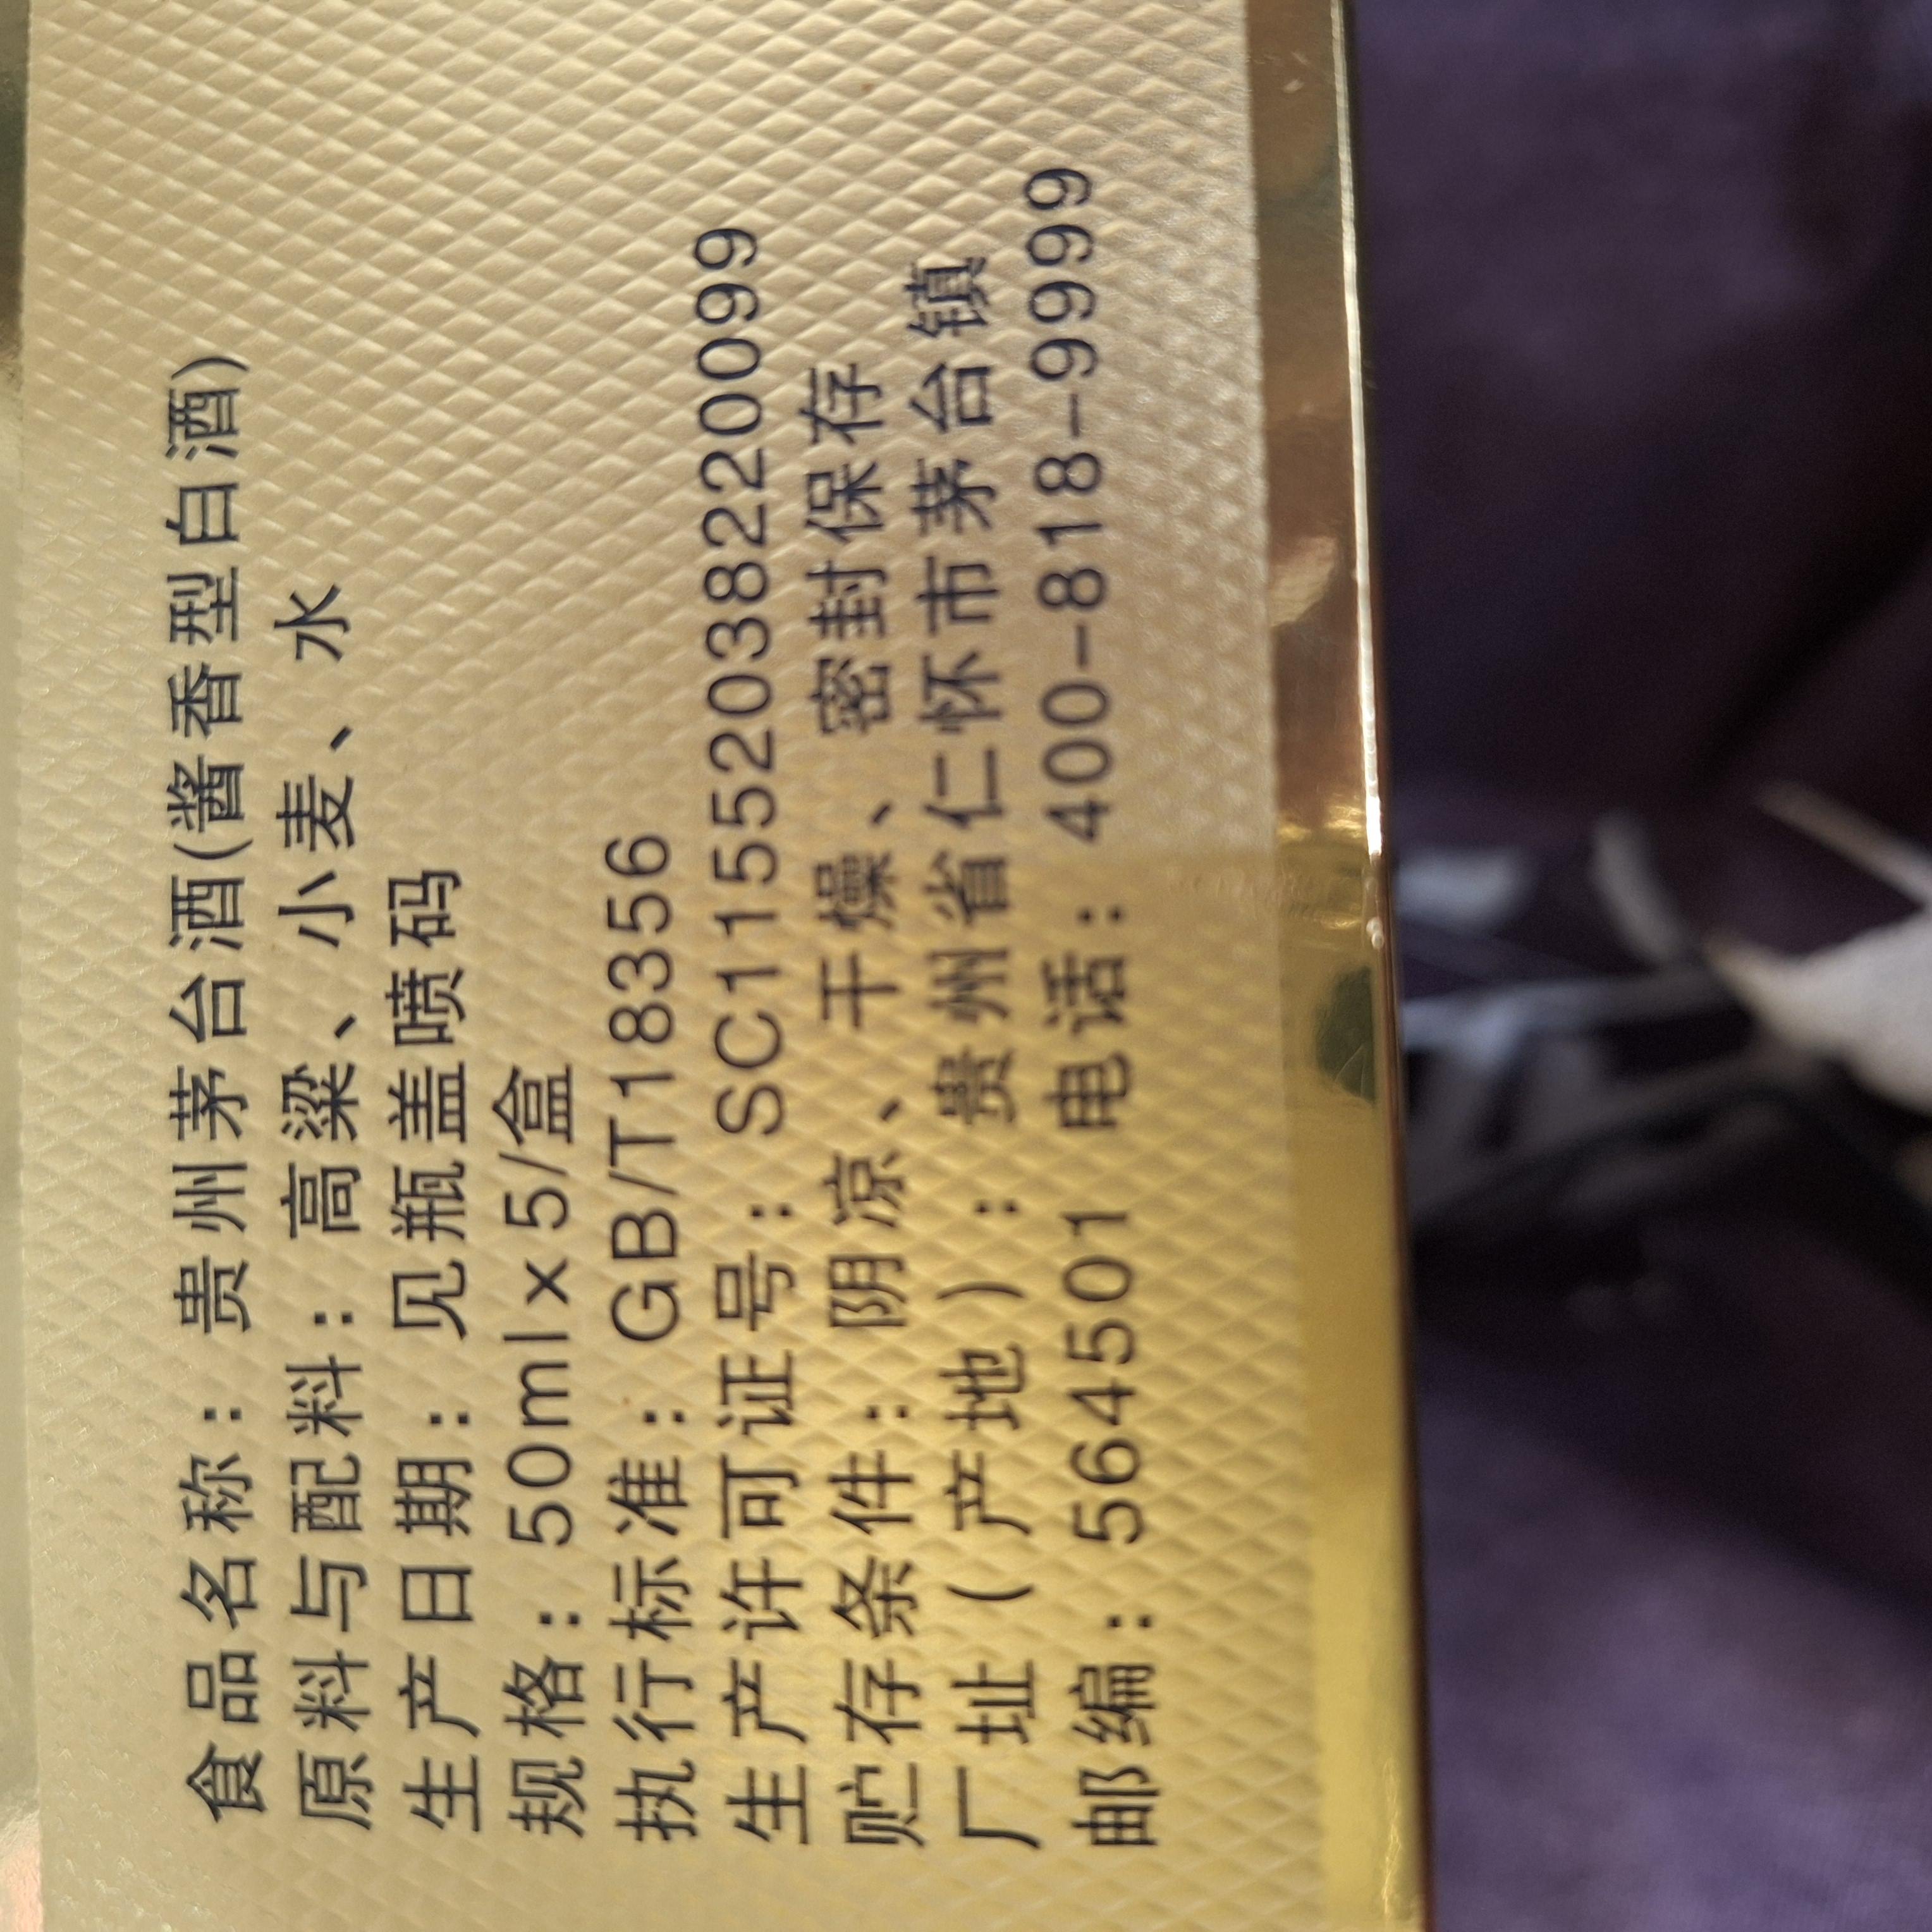 食品名称：贵州茅台酒(酱香型白酒)
原料与配料：高粱、小麦、水
生产日期：见瓶盖喷码
规格：50mlx5/盒
执行标准：GB/T18356
生产许可证号：SC11552038220099
贮存条件：阴凉、干燥、密封保存
厂址（产地）：贵州省仁怀市茅台镇
邮编：564501 电话：400-818-9999